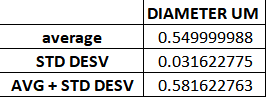 DIAMETER UM
average 0.549999988
STD DESV 0.031622775
AVG + STD DESV 0.581622763